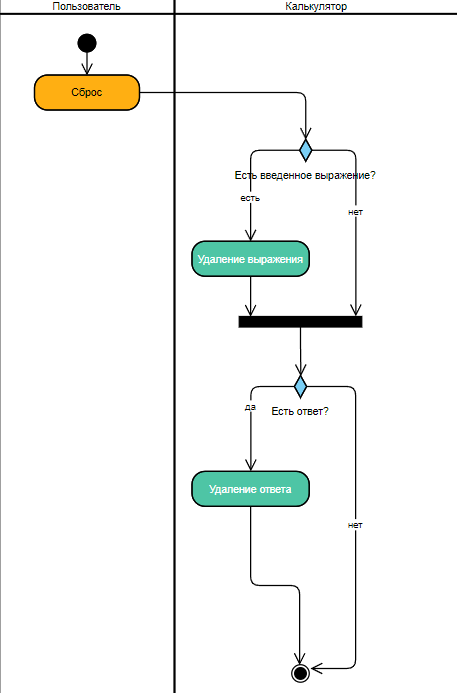 Пользователь
Калькулятор
Сброс
Есть введенное выражение?
есть
нет
Удаление выражения
да
Есть ответ?
Удаление ответа
нет